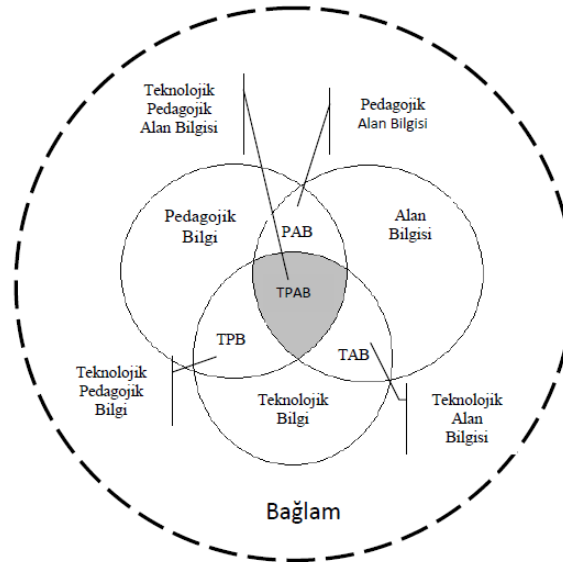 Teknolojik
Pedagojik
Alan Bilgisi
Pedagojik
Alan Bilgisi
Pedagojik
Bilgi
PAB
Alan
Bilgisi
TPAB
TPB
TAB
Teknolojik
Pedagojik
Bilgi
Teknolojik
Bilgi
Teknolojik
Alan
Bilgisi
Bağlam